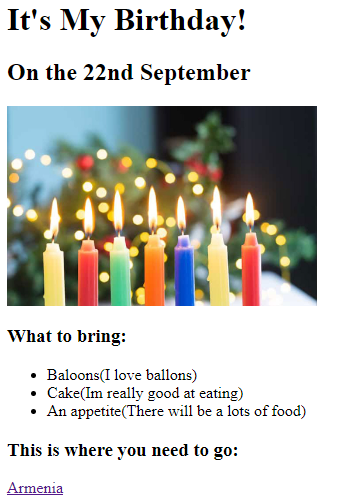 It's My Birthday!
On the 22nd September
What to bring:
Baloons(I love ballons)
Cake(Im really good at eating)
An appetite(There will be a lots of food)
This is where you need to go:
Armenia